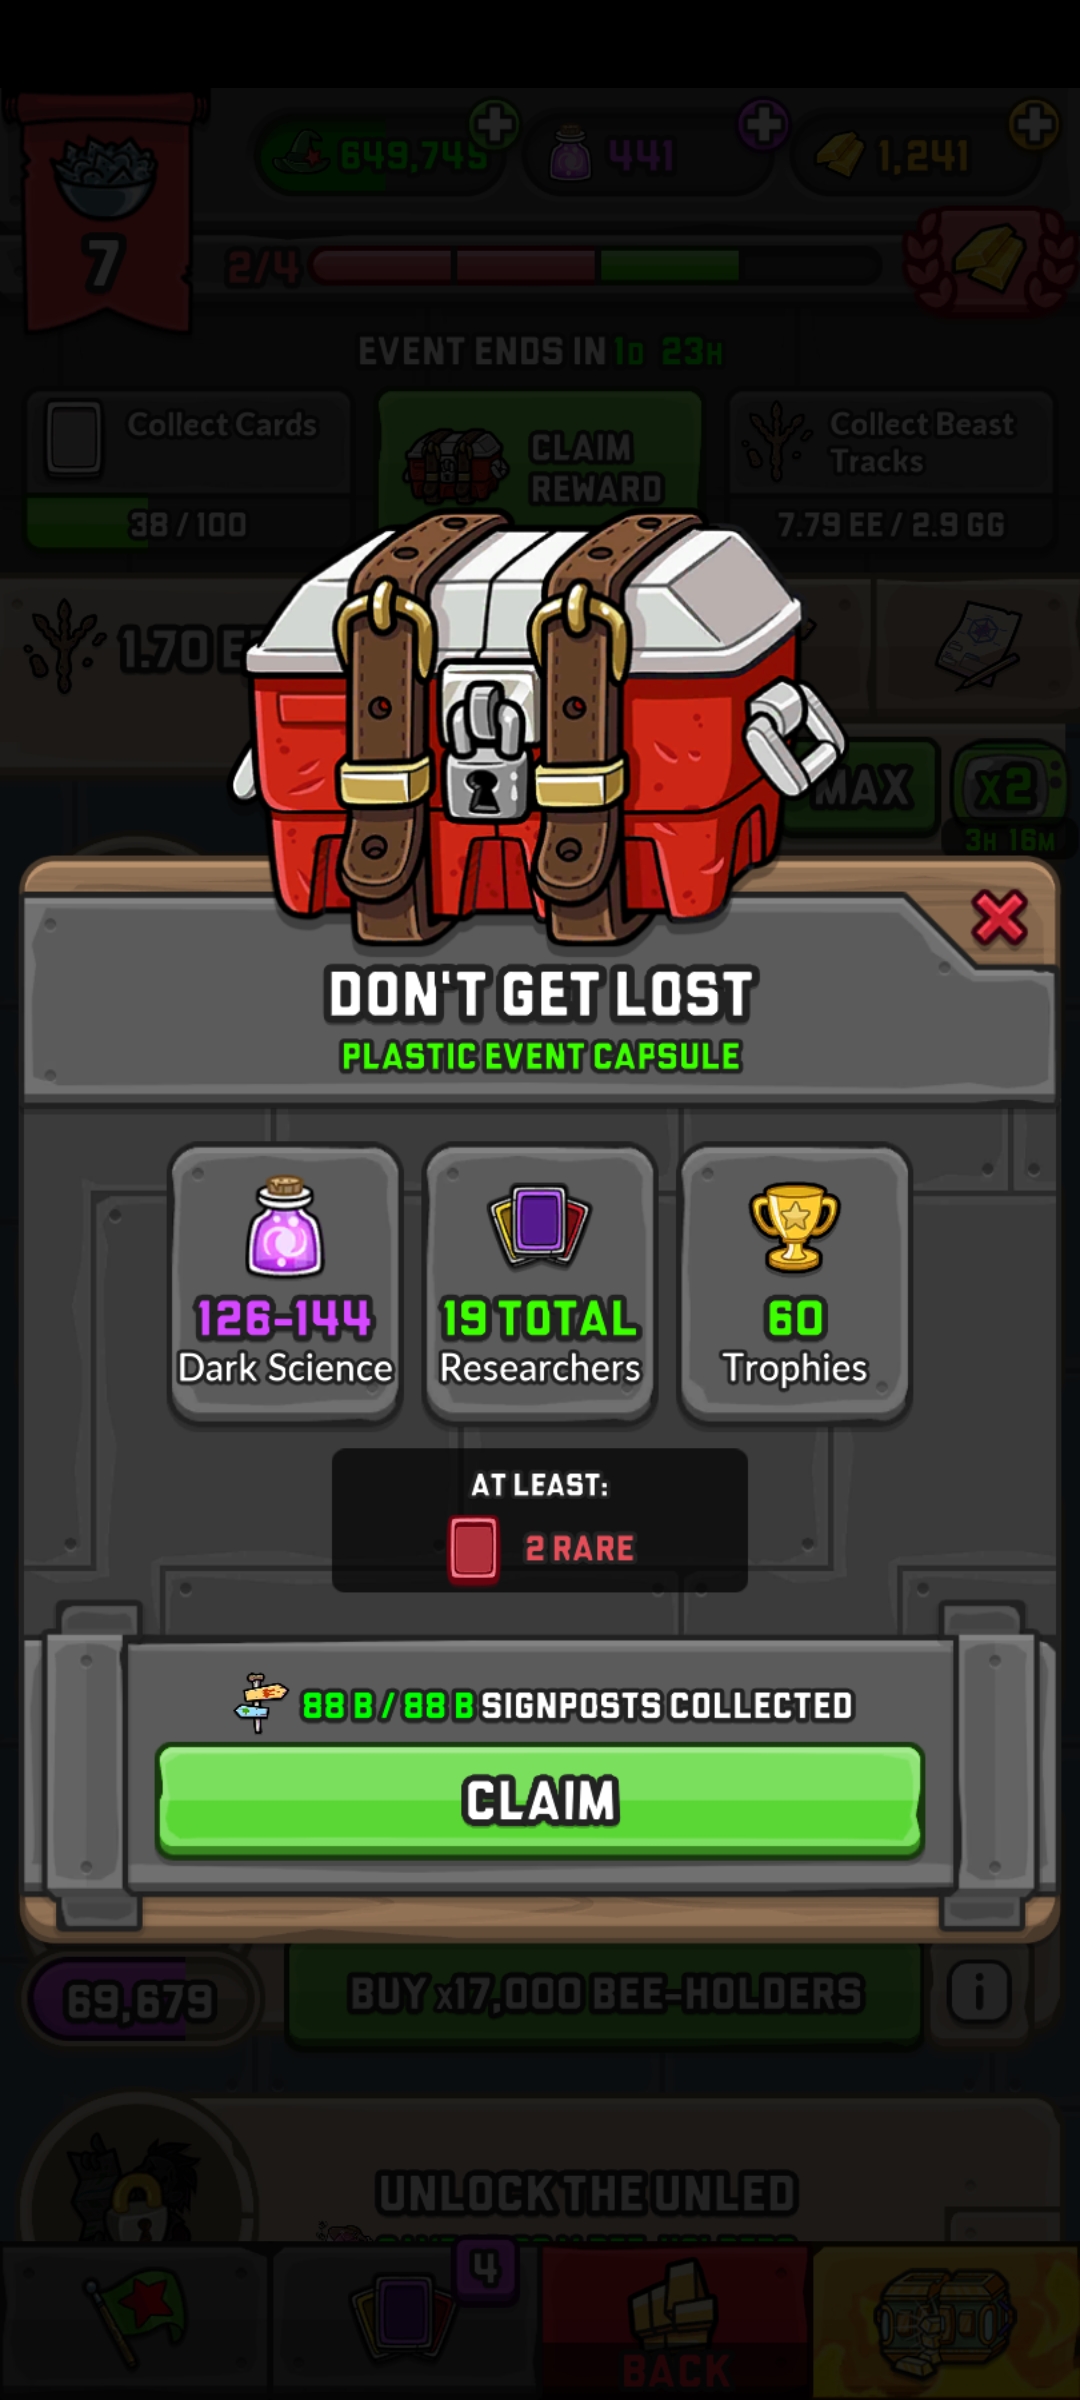 649,745
441
1,241
7
2/4
EVENT ENDS IN 1D 23H
Collect Cards
38 / 100
CLAIM
REWARD
Collect Beast
Tracks
7.79 EE / 2.9 GG
1.70
MAX
x2
3H 16M
DON'T GET LOST
PLASTIC EVENT CAPSULE
126-144
Dark Science
19 TOTAL
Researchers
60
Trophies
AT LEAST:
2 RARE
88 B / 88 B SIGNPOSTS COLLECTED
CLAIM
69,679
BUY x17,000 BEE-HOLDERS
i
UNLOCK THE UNLED
4
BACK